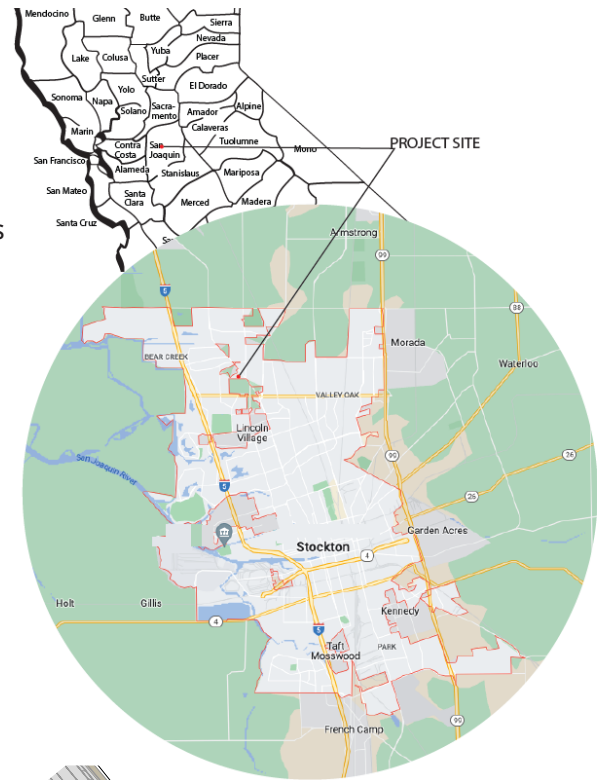 Mendocino
Glenn
Butte
Sierra
Nevada
Yuba
Placer
Lake
Colusa
Sutter
El Dorado
Yolo
Sonoma
Napa
Sacra-
mento
Solano
Amador
Alpine
Marin
Calaveras
Tuolumne
Contra
Costa
San
Joaquin
Mono
PROJECT SITE
San Francisco
Alameda
Stanislaus
Mariposa
San Mateo
Santa
Clara
Merced
Madera
Santa Cruz
S
Sa
Armstrong
99
5
88
Morada
BEAR CREEK
Waterloo
VALLEY OAK
Lincoln
Village
99
26
San Joaquin River
5
26
Garden Acres
Stockton
4
Holt
Gillis
Kennedy
4
5
Taft
Mosswood
PARK
99
French Camp